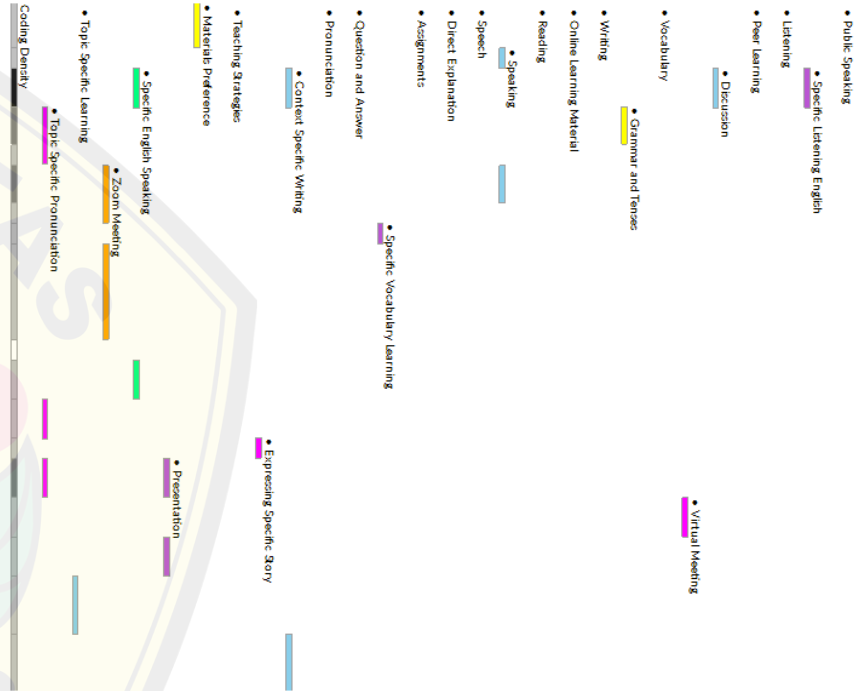 • Public Speaking
• Specific Listening English
• Listening
• Peer Learning
• Discussion
• Virtual Meeting
• Vocabulary
• Grammar and Tenses
• Writing
• Online Learning Material
• Reading
• Speaking
• Speech
• Direct Explanation
• Assignments
• Specific Vocabulary Learning
• Question and Answer
• Pronunciation
• Context Specific Writing
• Expressing Specific Story
• Teaching Strategies
• Materials Preference
• Presentation
• Specific English Speaking
• Zoom Meeting
• Topic Specific Learning
• Topic Specific Pronunciation
Coding Density
AS